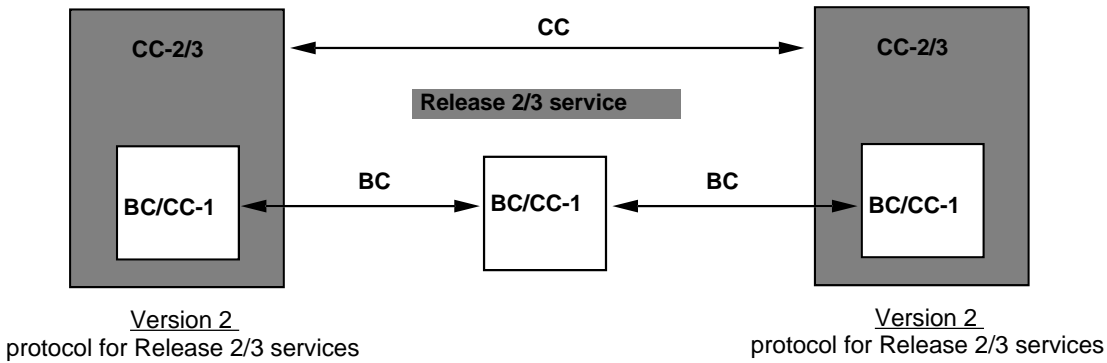 CC
CC-2/3
CC-2/3
Release 2/3 service
BC
BC
BC/CC-1
BC/CC-1
BC/CC-1
Version 2
protocol for Release 2/3 services
Version 2
protocol for Release 2/3 services